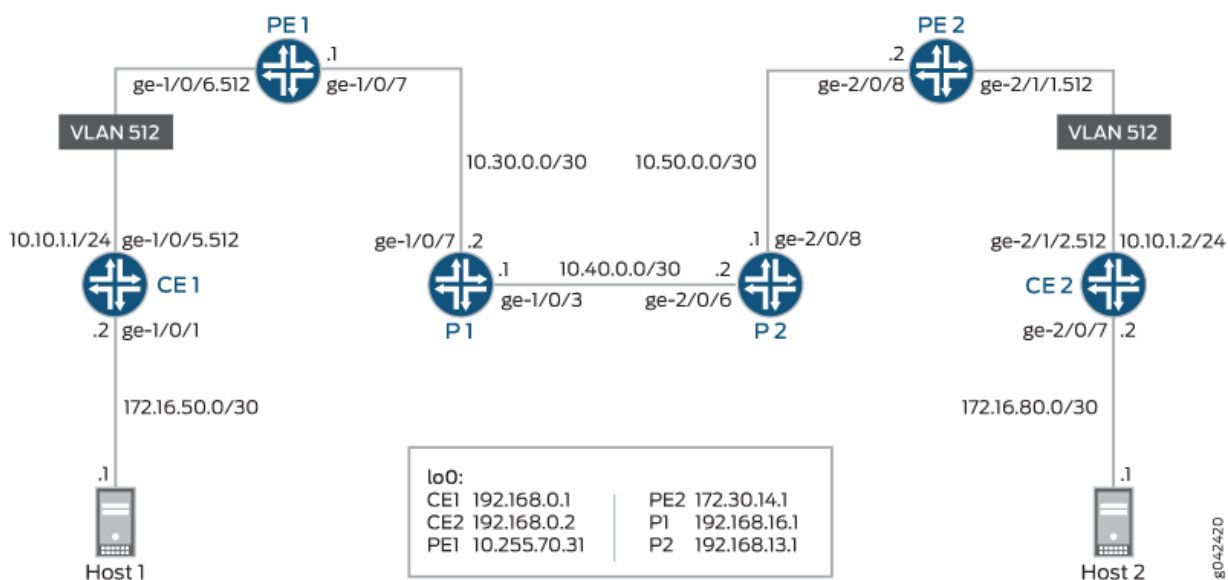 PE 1
PE 2
.1
.2
ge-1/0/6.512
ge-1/0/7
ge-2/0/8
ge-2/1/1.512
VLAN 512
VLAN 512
10.30.0.0/30
10.50.0.0/30
10.10.1.1/24
ge-1/0/5.512
ge-1/0/7
.2
.1
ge-2/0/8
ge-2/1/2.512
10.10.1.2/24
CE 1
.1
10.40.0.0/30
.2
CE 2
ge-1/0/3
ge-2/0/6
.2
ge-1/0/1
P 1
P 2
ge-2/0/7
.2
172.16.50.0/30
172.16.80.0/30
.1
.1
lo0:
CE1 192.168.0.1
CE2 192.168.0.2
PE1 10.255.70.31
PE2 172.30.14.1
P1 192.168.16.1
P2 192.168.13.1
Host 1
Host 2
g042420